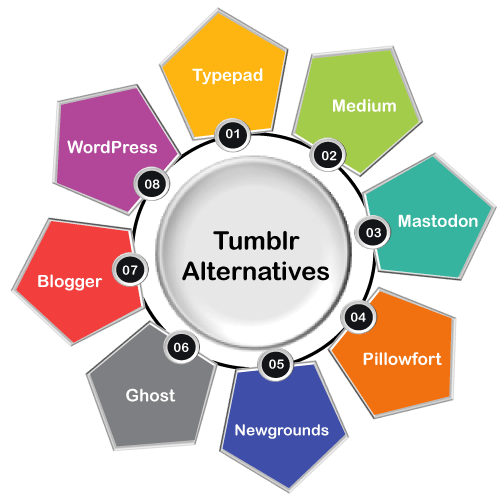 Tumblr
Alternatives
01
Typepad
02
Medium
03
Mastodon
04
Pillowfort
05
Newgrounds
06
Ghost
07
Blogger
08
WordPress